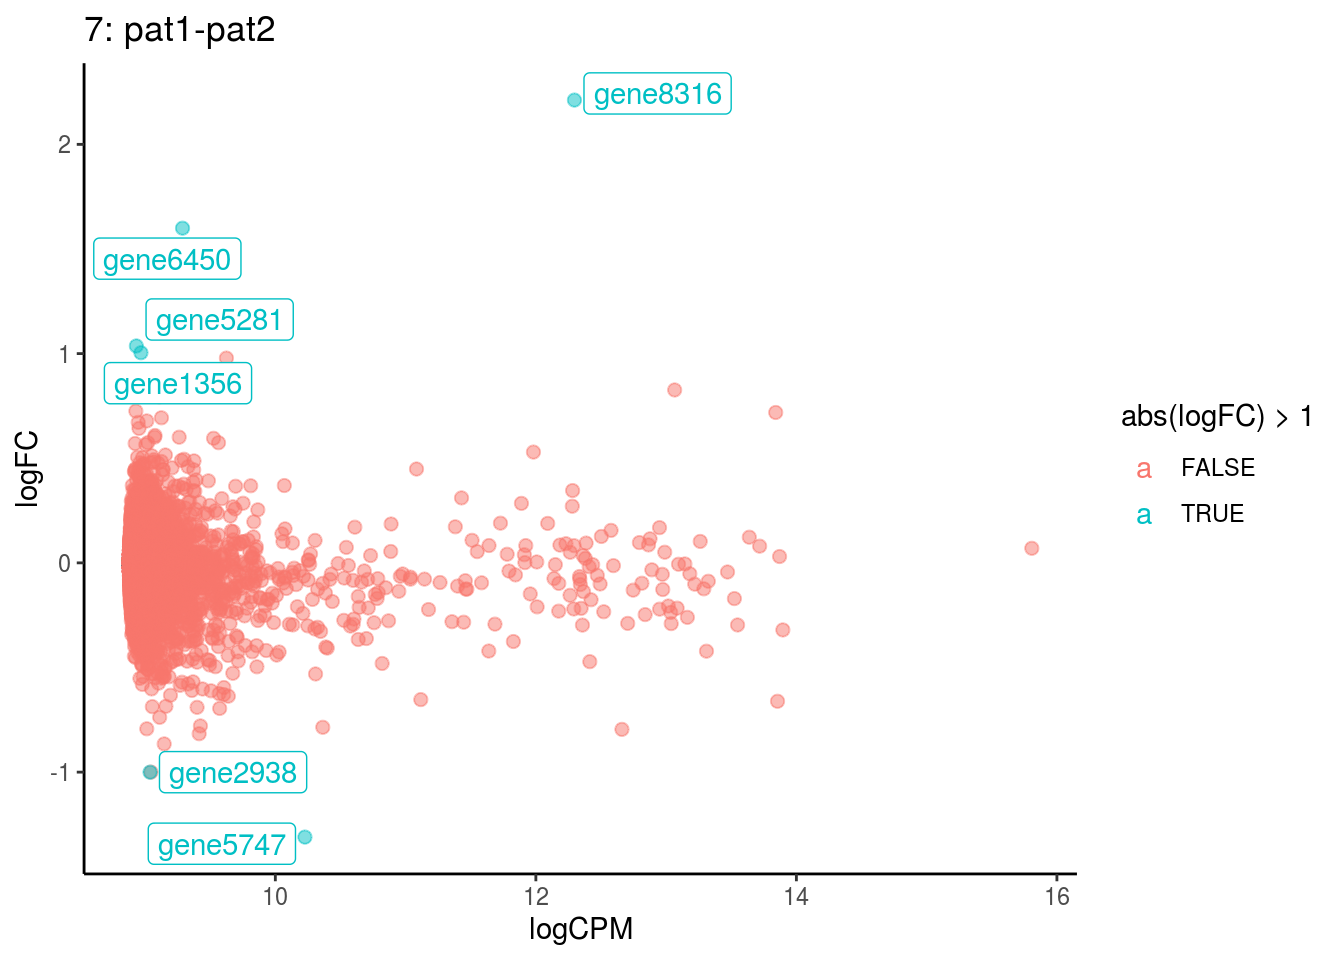 7: pat1-pat2
gene8316
gene6450
gene5281
gene1356
gene2938
gene5747
2
1
0
-1
logFC
10
12
14
16
logCPM
abs(logFC) > 1
a FALSE
a TRUE